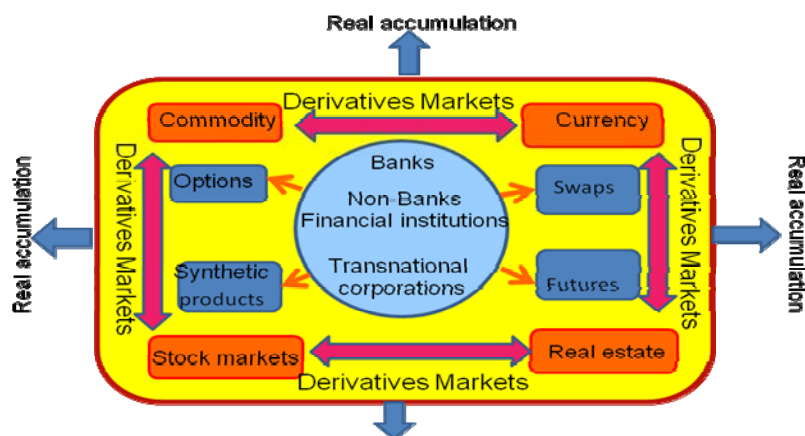 Real accumulation
Derivatives Markets
Commodity
Currency
Derivatives Markets
Banks
Derivatives Markets
Options
Swaps
Non-Banks
Financial institutions
Real accumulation
Real accumulation
Synthetic
products
Transnational
corporations
Futures
Stock markets
Real estate
Derivatives Markets